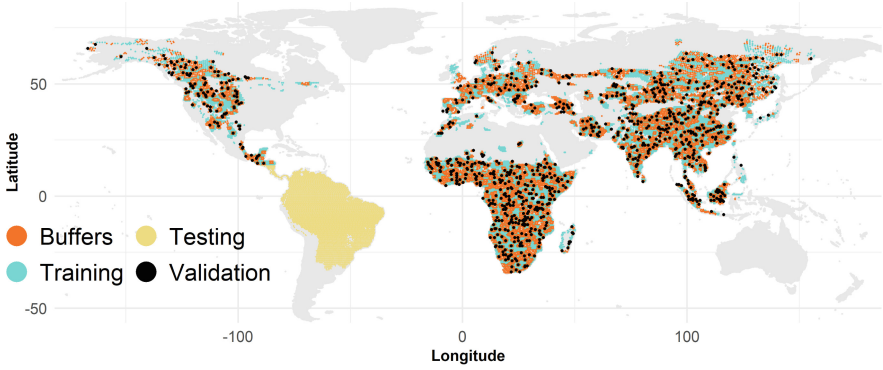 50
0
-50
Latitude
Buffers
Testing
Training
Validation
-100
0
100
Longitude